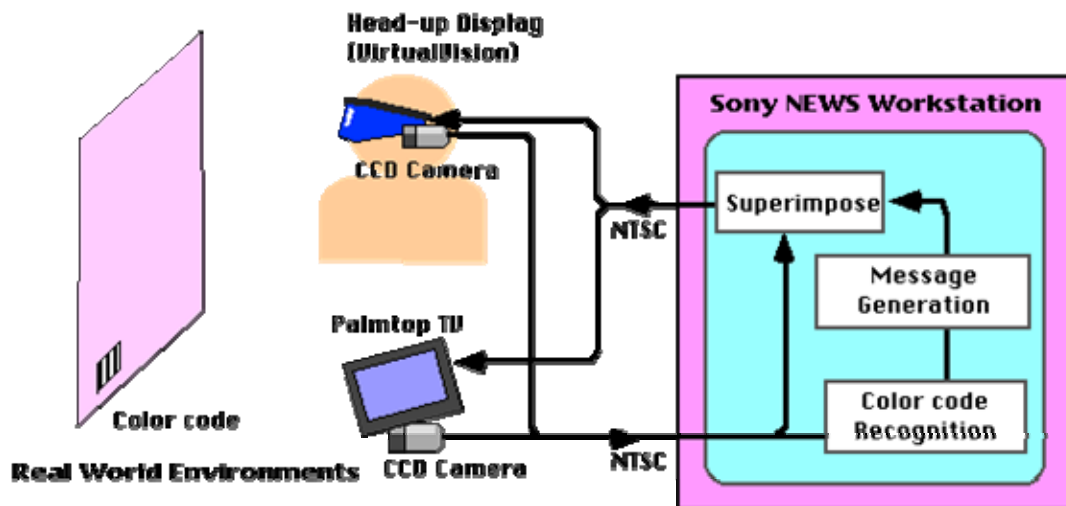 Head-up Display
(VirtualVision)
Sony NEWS Workstation
CCD Camera
Superimpose
NTSC
Message
Generation
Palmtop TV
Color code
Color code
Recognition
CCD Camera
NTSC
Real World Environments